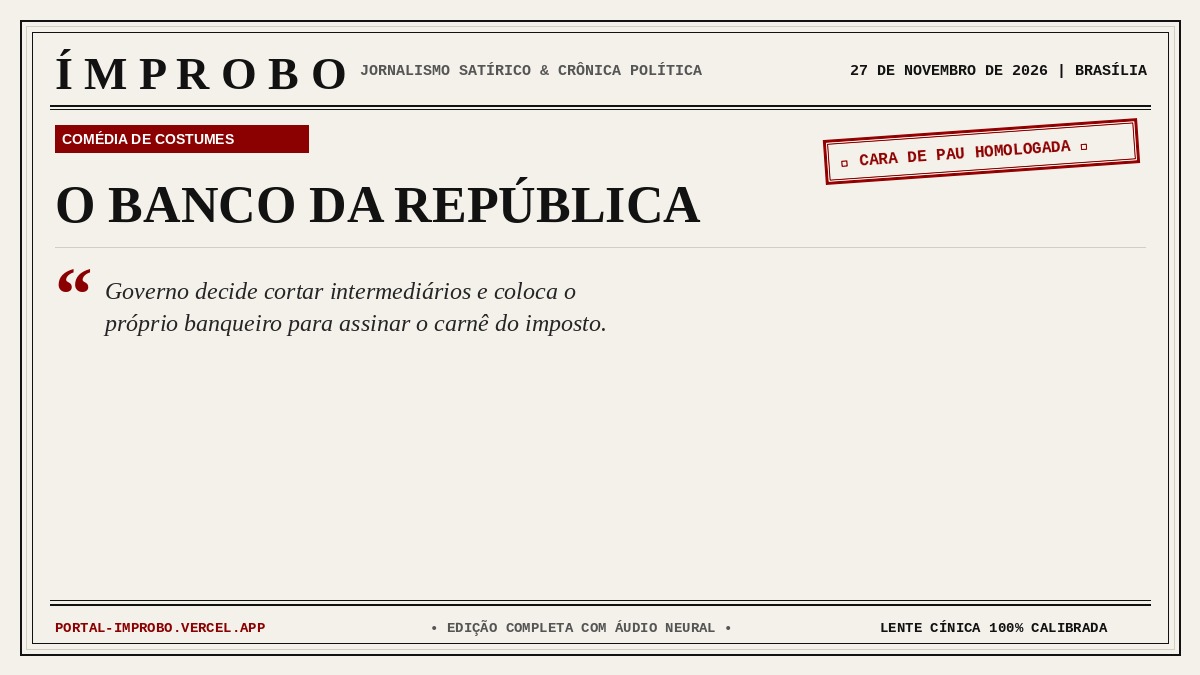 ÍMPROBO JORNALISMO SATÍRICO & CRÔNICA POLÍTICA 27 DE NOVEMBRO DE 2026 | BRASÍLIA
COMÉDIA DE COSTUMES
CARA DE PAU HOMOLOGADA
O BANCO DA REPÚBLICA
“ Governo decide cortar intermediários e coloca o
próprio banqueiro para assinar o carnê do imposto.
PORTAL-IMPROBO.VERCEL.APP • EDIÇÃO COMPLETA COM ÁUDIO NEURAL • LENTE CÍNICA 100% CALIBRADA